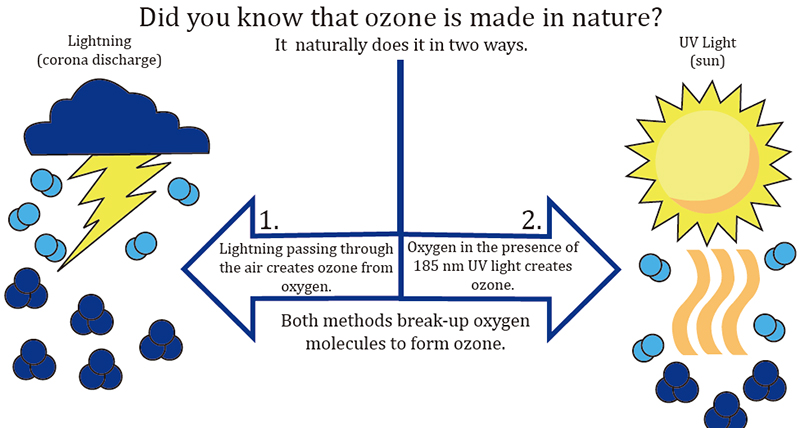 Did you know that ozone is made in nature?
It naturally does it in two ways.
Lightning
(corona discharge)
UV Light
(sun)
1.
Lightning passing through
the air creates ozone from
oxygen.
2.
Oxygen in the presence of
185 nm UV light creates
ozone.
Both methods break-up oxygen
molecules to form ozone.